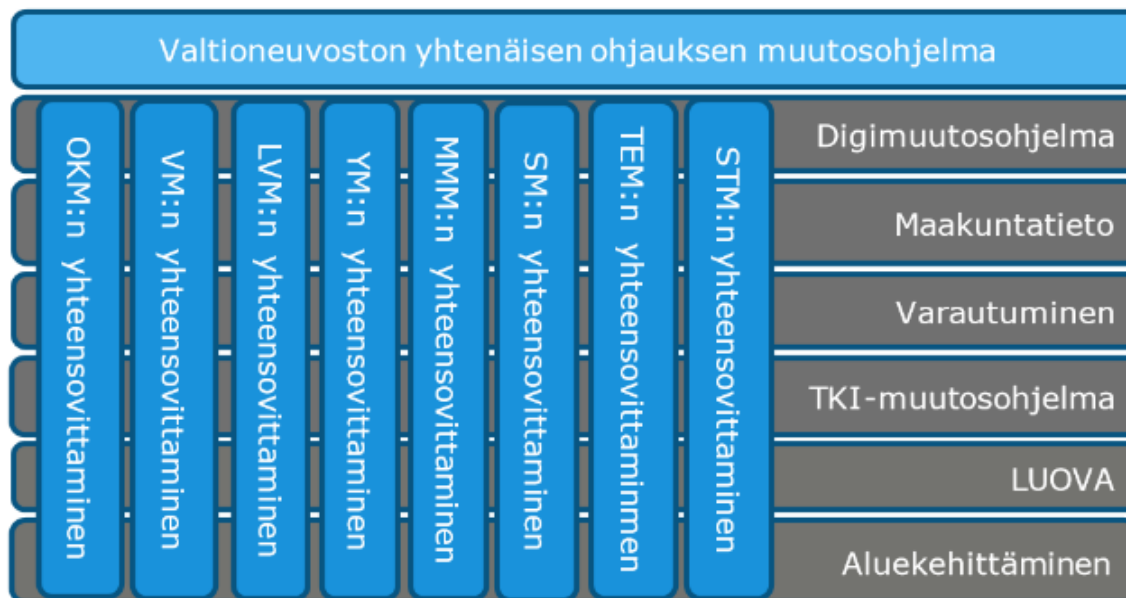 Valtioneuvoston yhtenäisen ohjauksen muutosohjelma
OKM:n yhteensovittaminen
VM:n yhteensovittaminen
LVM:n yhteensovittaminen
YM:n yhteensovittaminen
MMM:n yhteensovittaminen
SM:n yhteensovittaminen
TEM:n yhteensovittaminmen
STM:n yhteensovittaminen
Digimuutosohjelma
Maakuntatieto
Varautuminen
TKI-muutosohjelma
LUOVA
Aluekehittäminen